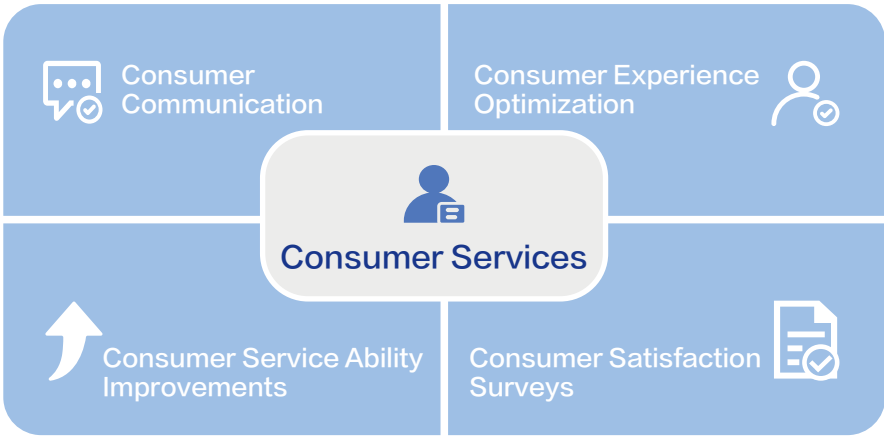 Consumer
Communication
Consumer Experience
Optimization
Consumer Services
Consumer Service Ability
Improvements
Consumer Satisfaction
Surveys